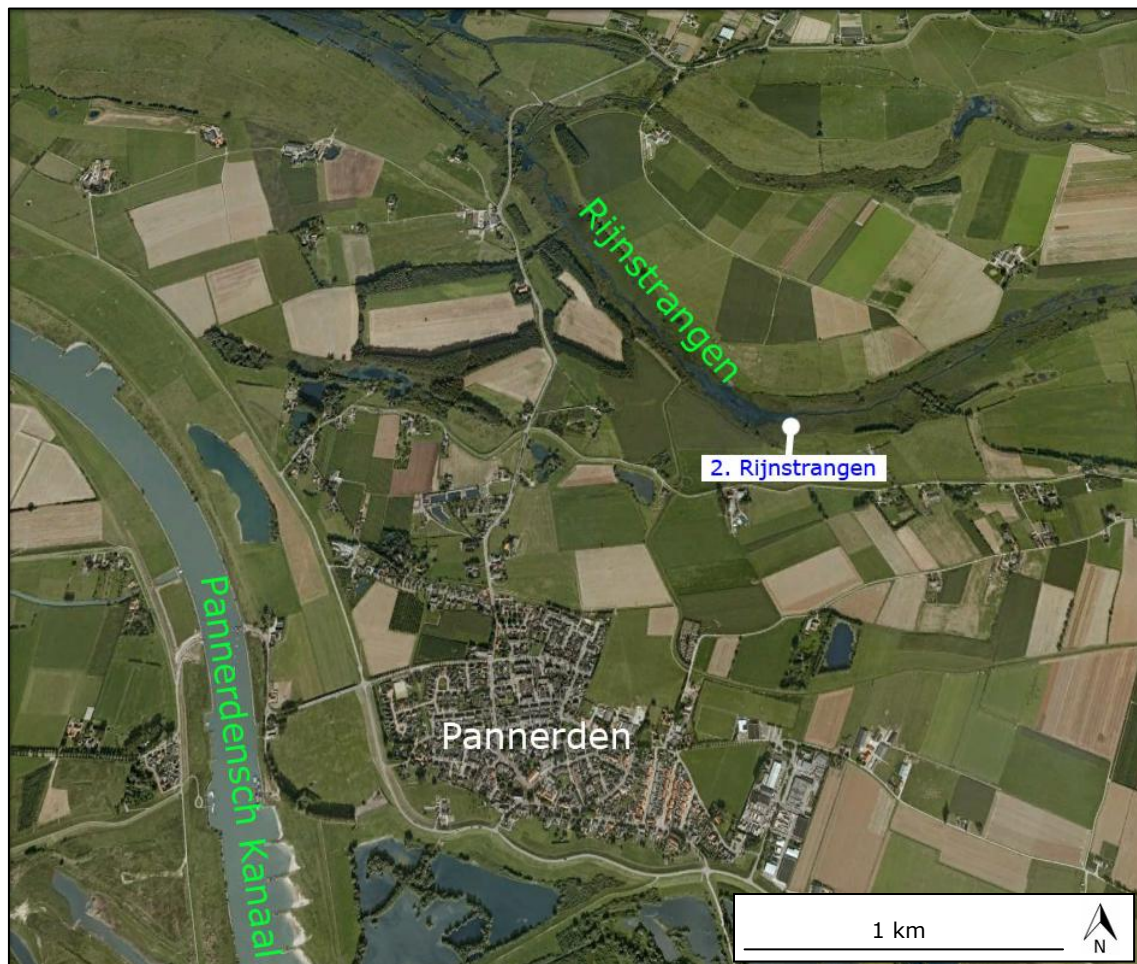 Rijnstrangen
2. Rijnstrangen
Pannerdensch Kanaal
Pannerden
1 km
N